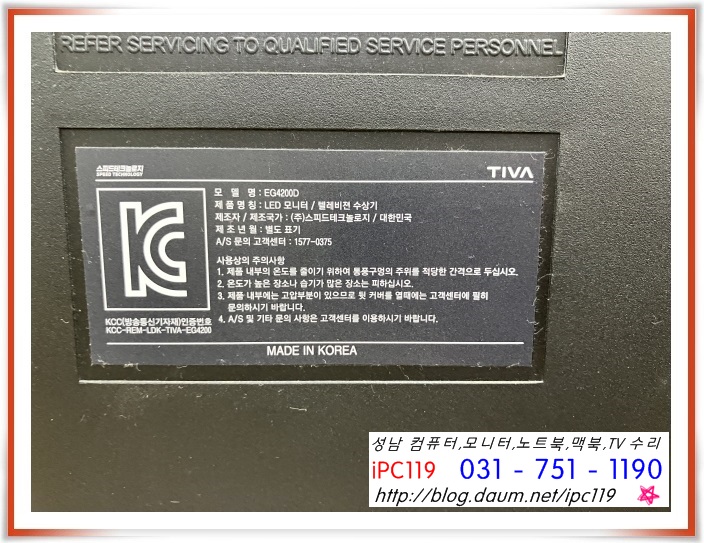 REFER SERVICING TO QUALIFIED SERVICE PERSONNEL
스피드테크놀로지
SPEED TECHNOLOGY
TIVA
모 델 명 : EG4200D
제 품 명 칭 : LED 모니터 / 텔레비젼 수상기
제조자 / 제조국가 : (주)스피드테크놀로지 / 대한민국
제 조 년 월 : 별도 표기
A/S 문의 고객센터 : 1577-0375
사용상의 주의사항
1. 제품 내부의 온도를 줄이기 위하여 통풍구멍의 주위를 적당한 간격으로 두십시오.
2. 온도가 높은 장소나 습기가 많은 장소는 피하십시오.
3. 제품 내부에는 고압부분이 있으므로 뒷 커버를 열때에는 고객센터에 필히
문의하시기 바랍니다.
4. A/S 및 기타 문의 사항은 고객센터를 이용하시기 바랍니다.
KC
KCC(방송통신기자재)인증번호
KCC-REM-LDK-TIVA-EG4200
MADE IN KOREA
성남 컴퓨터,모니터,노트북,맥북,TV 수리
iPC119 031 - 751 - 1190
http://blog.daum.net/ipc119